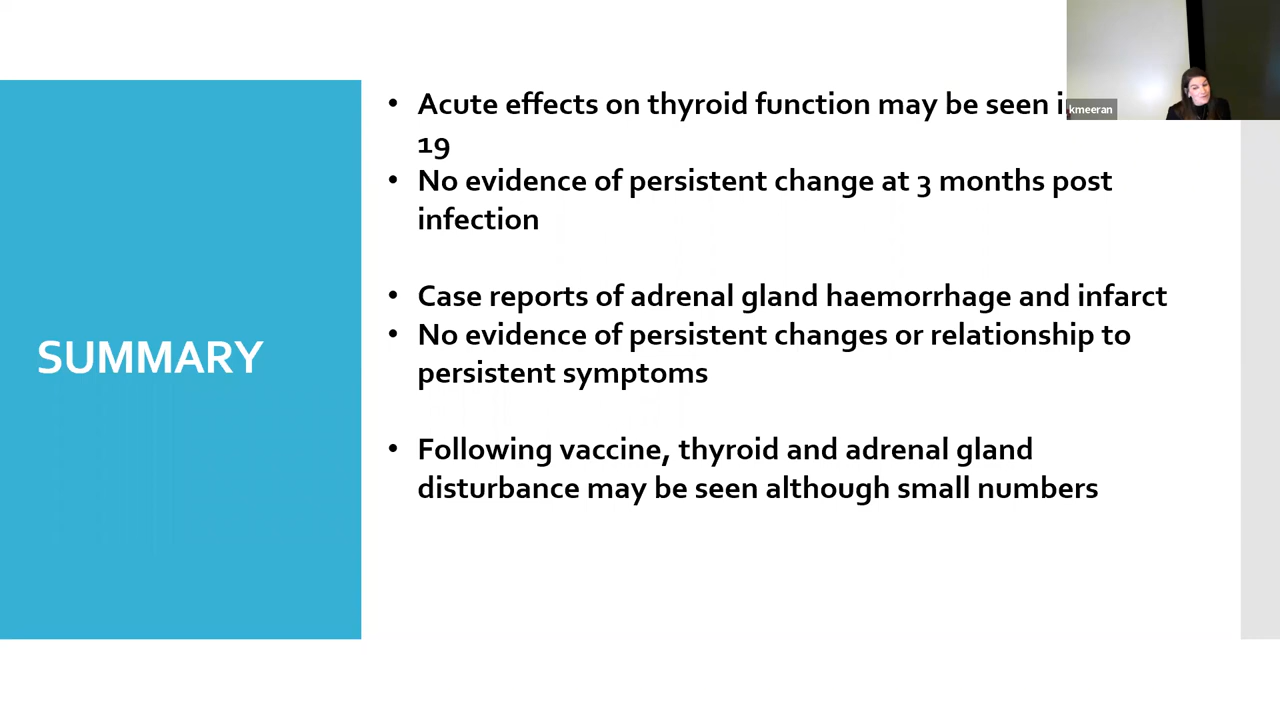 Acute effects on thyroid function may be seen i
19
No evidence of persistent change at 3 months post
infection
Case reports of adrenal gland haemorrhage and infarct
No evidence of persistent changes or relationship to
persistent symptoms
Following vaccine, thyroid and adrenal gland
disturbance may be seen although small numbers
SUMMARY
kmeeran